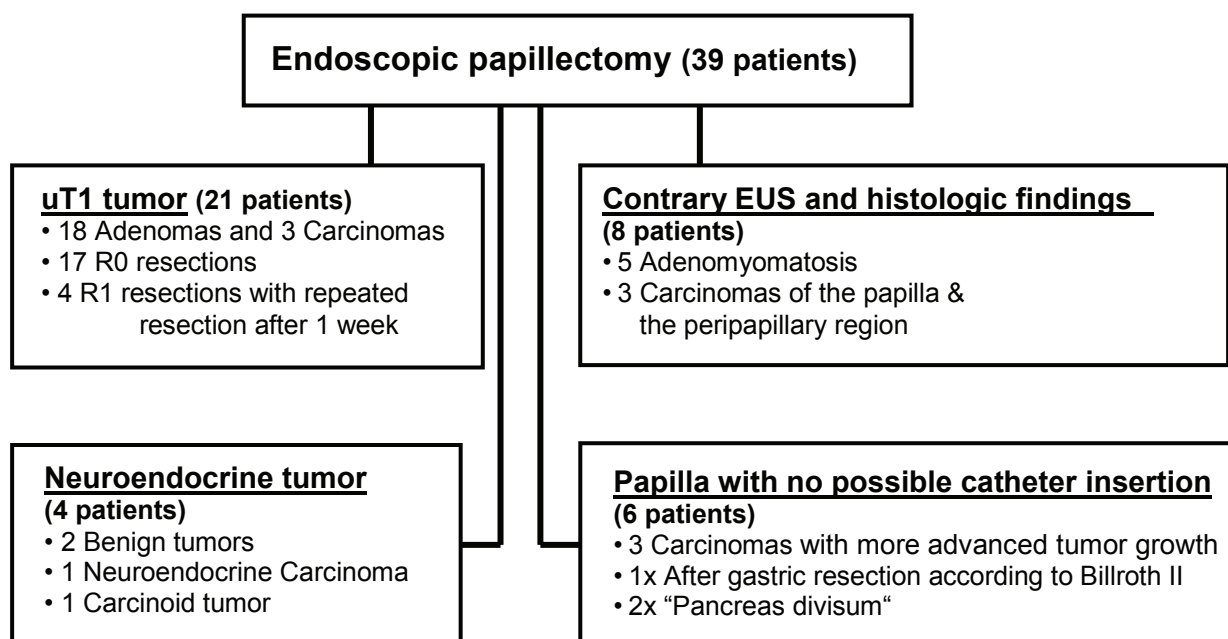 Endoscopic papillectomy (39 patients)
uT1 tumor (21 patients)
• 18 Adenomas and 3 Carcinomas
• 17 R0 resections
• 4 R1 resections with repeated
resection after 1 week
Contrary EUS and histologic findings
(8 patients)
• 5 Adenomyomatosis
• 3 Carcinomas of the papilla &
the peripapillary region
Neuroendocrine tumor
(4 patients)
• 2 Benign tumors
• 1 Neuroendocrine Carcinoma
• 1 Carcinoid tumor
Papilla with no possible catheter insertion
(6 patients)
• 3 Carcinomas with more advanced tumor growth
• 1x After gastric resection according to Billroth II
• 2x “Pancreas divisum“